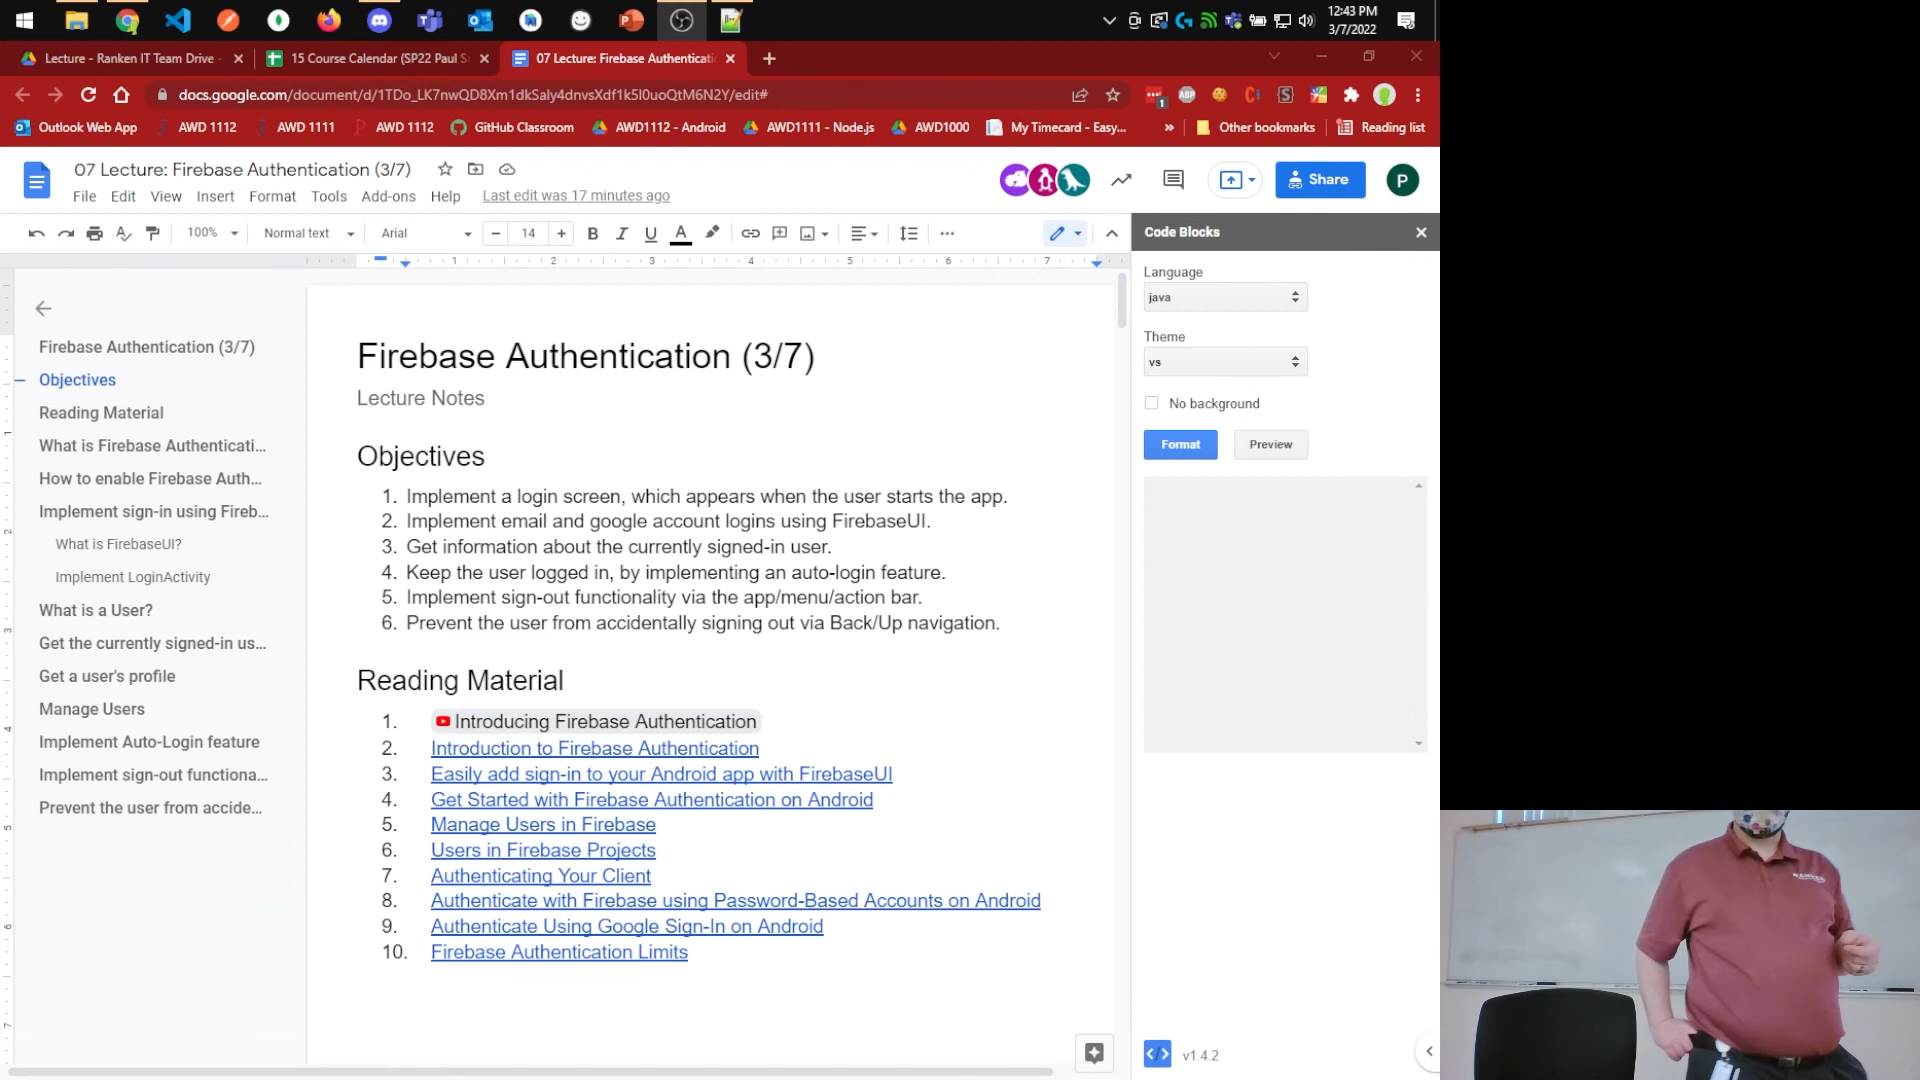 12:43 PM
3/7/2022
Lecture - Ranken IT Team Drive -
15 Course Calendar (SP22 Paul S
07 Lecture: Firebase Authenticati
docs.google.com/document/d/1TDo_LK7nwQD8Xm1dkSaly4dnvsXdf1k5l0uoQtM6N2Y/edit#
1
ABP
Outlook Web App
AWD 1112
AWD 1111
AWD 1112
GitHub Classroom
AWD1112 - Android
AWD1111 - Node.js
AWD1000
My Timecard - Easy...
»
Other bookmarks
Reading list
07 Lecture: Firebase Authentication (3/7)
File Edit View Insert Format Tools Add-ons Help Last edit was 17 minutes ago
Share
P
100% Normal text Arial 14 B I U A
Code Blocks
1 2 3 4 5 6 7
Language
java
Theme
vs
No background
Format Preview
v1.4.2
Firebase Authentication (3/7)
Objectives
Reading Material
What is Firebase Authenticati...
How to enable Firebase Auth...
Implement sign-in using Fireb...
What is FirebaseUI?
Implement LoginActivity
What is a User?
Get the currently signed-in us...
Get a user's profile
Manage Users
Implement Auto-Login feature
Implement sign-out functiona...
Prevent the user from accide...
Firebase Authentication (3/7)
Lecture Notes
Objectives
1. Implement a login screen, which appears when the user starts the app.
2. Implement email and google account logins using FirebaseUI.
3. Get information about the currently signed-in user.
4. Keep the user logged in, by implementing an auto-login feature.
5. Implement sign-out functionality via the app/menu/action bar.
6. Prevent the user from accidentally signing out via Back/Up navigation.
Reading Material
1. Introducing Firebase Authentication
2. Introduction to Firebase Authentication
3. Easily add sign-in to your Android app with FirebaseUI
4. Get Started with Firebase Authentication on Android
5. Manage Users in Firebase
6. Users in Firebase Projects
7. Authenticating Your Client
8. Authenticate with Firebase using Password-Based Accounts on Android
9. Authenticate Using Google Sign-In on Android
10. Firebase Authentication Limits